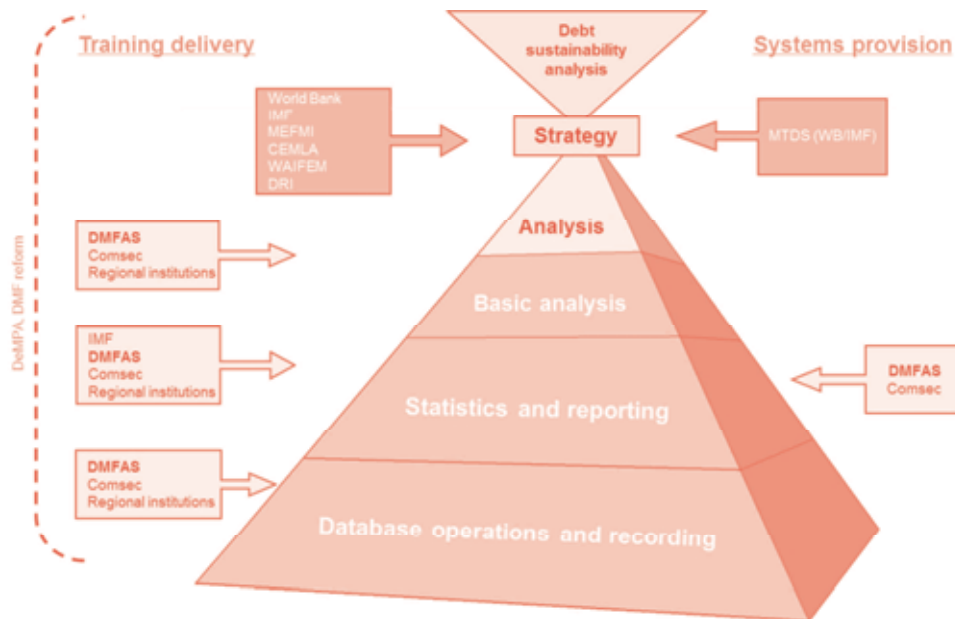 Training delivery
Debt
sustainability
analysis
Systems provision
World Bank
IMF
MEFMI
CEMLA
WAIFEM
DRI
Strategy
MTDS (WB/IMF)
DMFAS
Comsec
Regional institutions
Analysis
Basic analysis
IMF
DMFAS
Comsec
Regional institutions
Statistics and reporting
DMFAS
Comsec
DMFAS
Comsec
Regional institutions
Database operations and recording
DeMPA, DMF reform